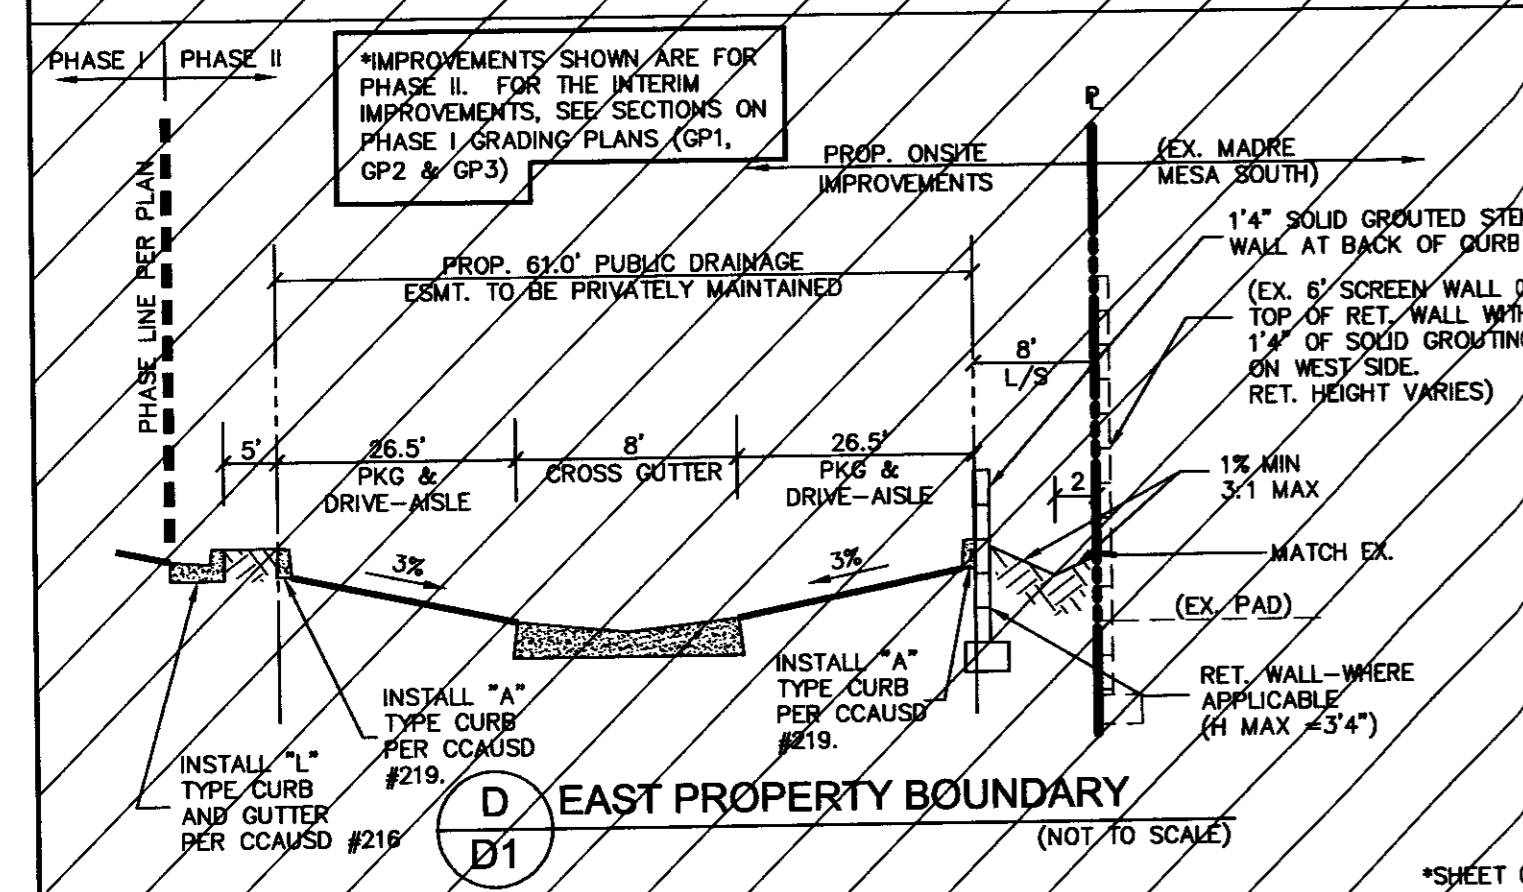 PHASE I
PHASE II
*IMPROVEMENTS SHOWN ARE FOR
PHASE II. FOR THE INTERIM
IMPROVEMENTS, SEE SECTIONS ON
PHASE I GRADING PLANS (GP1,
GP2 & GP3)
PHASE LINE PER PLAN
PL
PROP. ONSITE
IMPROVEMENTS
(EX. MADRE
MESA SOUTH)
1'4" SOLID GROUTED
WALL AT BACK OF CURB
PROP. 61.0' PUBLIC DRAINAGE
ESMT. TO BE PRIVATELY MAINTAINED
(EX. 6' SCREEN WALL
TOP OF RET. WALL
1'4" OF SOLID
ON WEST SIDE.
RET. HEIGHT VARIES)
8'
L/S
5'
26.5'
PKG &
DRIVE-AISLE
8'
CROSS GUTTER
26.5'
PKG &
DRIVE-AISLE
2
1% MIN
3:1 MAX
3%
3%
MATCH EX.
(EX. PAD)
RET. WALL-WHERE
APPLICABLE
(H MAX =3'4")
INSTALL "A"
TYPE CURB
PER CCAUSD
#219.
INSTALL "A"
TYPE CURB
PER CCAUSD
#219.
INSTALL "L"
TYPE CURB
AND GUTTER
PER CCAUSD #216
D
D1
EAST PROPERTY BOUNDARY
(NOT TO SCALE)
*SHEET